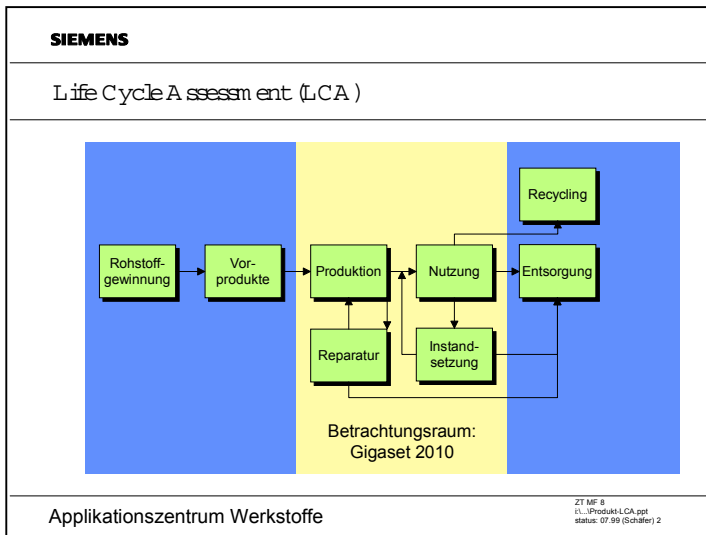 SIEMENS
Life Cycle Assessment (LCA)
Recycling
Rohstoff-
gewinnung
Vor-
produkte
Produktion
Nutzung
Entsorgung
Reparatur
Instand-
setzung
Betrachtungsraum:
Gigaset 2010
Applikationszentrum Werkstoffe
ZT MF 8
i:\...\Produkt-LCA.ppt
status: 07.99 (Schäfer) 2